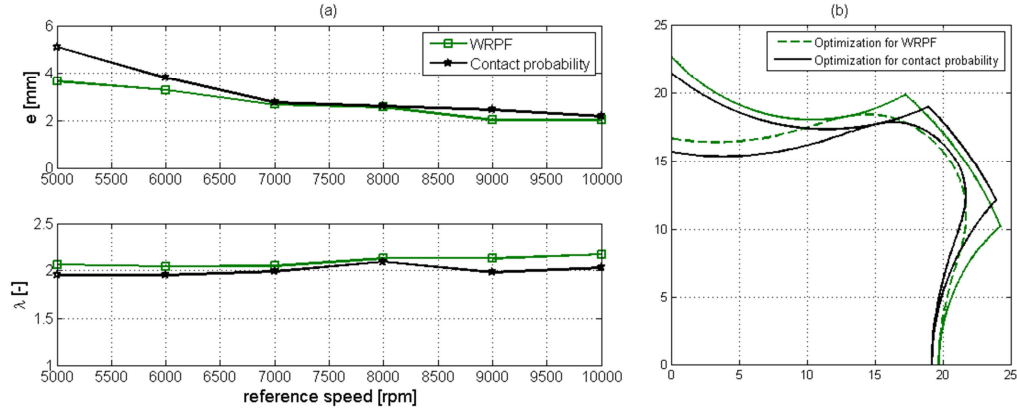 (a)
6
4
2
0
e [mm]
WRPF
Contact probability
5000 5500 6000 6500 7000 7500 8000 8500 9000 9500 10000
2.5
2
1.5
1
λ [-]
5000 5500 6000 6500 7000 7500 8000 8500 9000 9500 10000
reference speed [rpm]
(b)
25
20
15
10
5
0
Optimization for WRPF
Optimization for contact probability
0 5 10 15 20 25